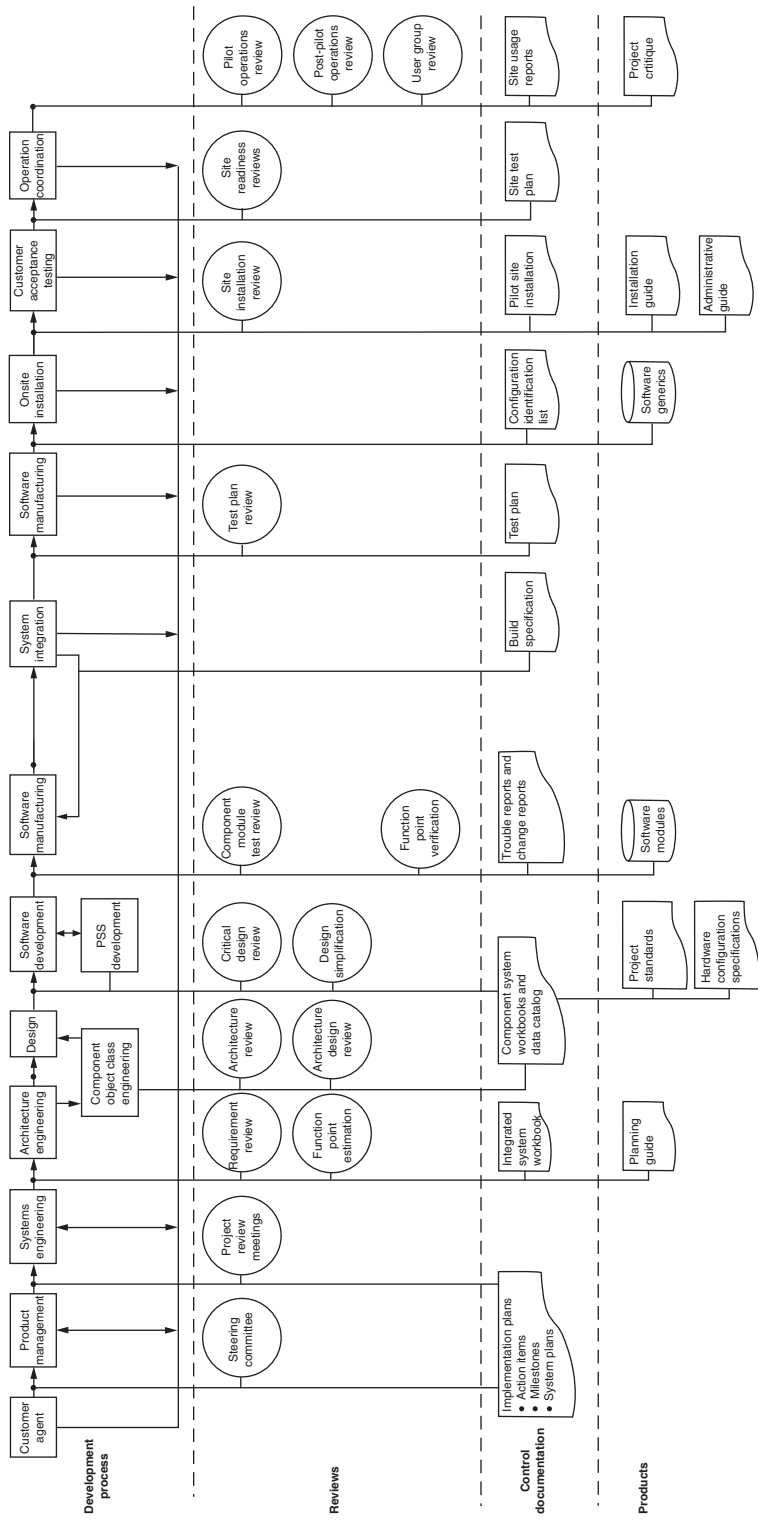 Development
process
Customer
agent
Product
management
Systems
engineering
Architecture
engineering
Component
object class
engineering
Design
Software
development
PSS
development
Software
manufacturing
System
integration
Software
manufacturing
Onsite
installation
Customer
acceptance
testing
Operation
coordination
Reviews
Steering
committee
Project
review
meetings
Requirement
review
Function
point
estimation
Architecture
review
Architecture
design
review
Critical
design
review
Design
simplification
Component
module
test review
Function
point
verification
Test plan
review
Site
installation
review
Site
readiness
reviews
Pilot
operations
review
Post-pilot
operations
review
User group
review
Control
documentation
Implementation plans
• Action items
• Milestones
• System plans
Integrated
system
workbook
Component system
workbooks and
data catalog
Trouble reports and
change reports
Build
specification
Test plan
Configuration
identification
list
Pilot site
installation
Site test
plan
Site usage
reports
Products
Planning
guide
Project
standards
Hardware
configuration
specifications
Software
modules
Software
generics
Installation
guide
Administrative
guide
Project
critique